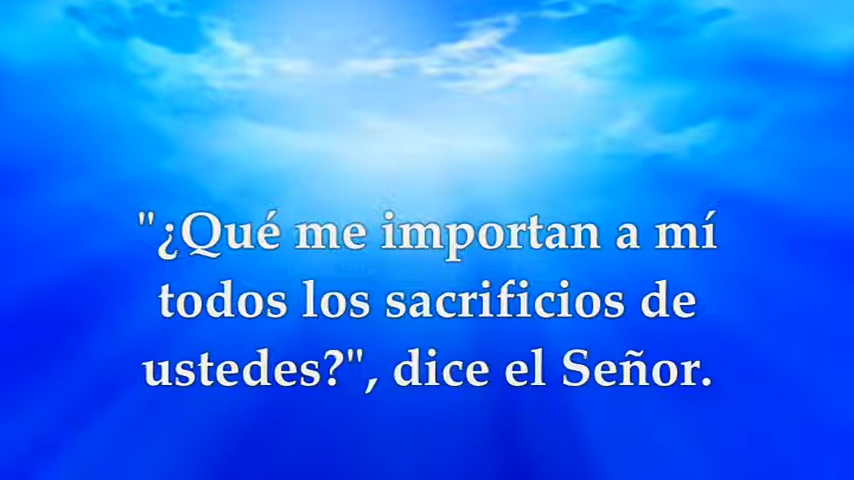 "¿Qué me importan a mí
todos los sacrificios de
ustedes?", dice el Señor.